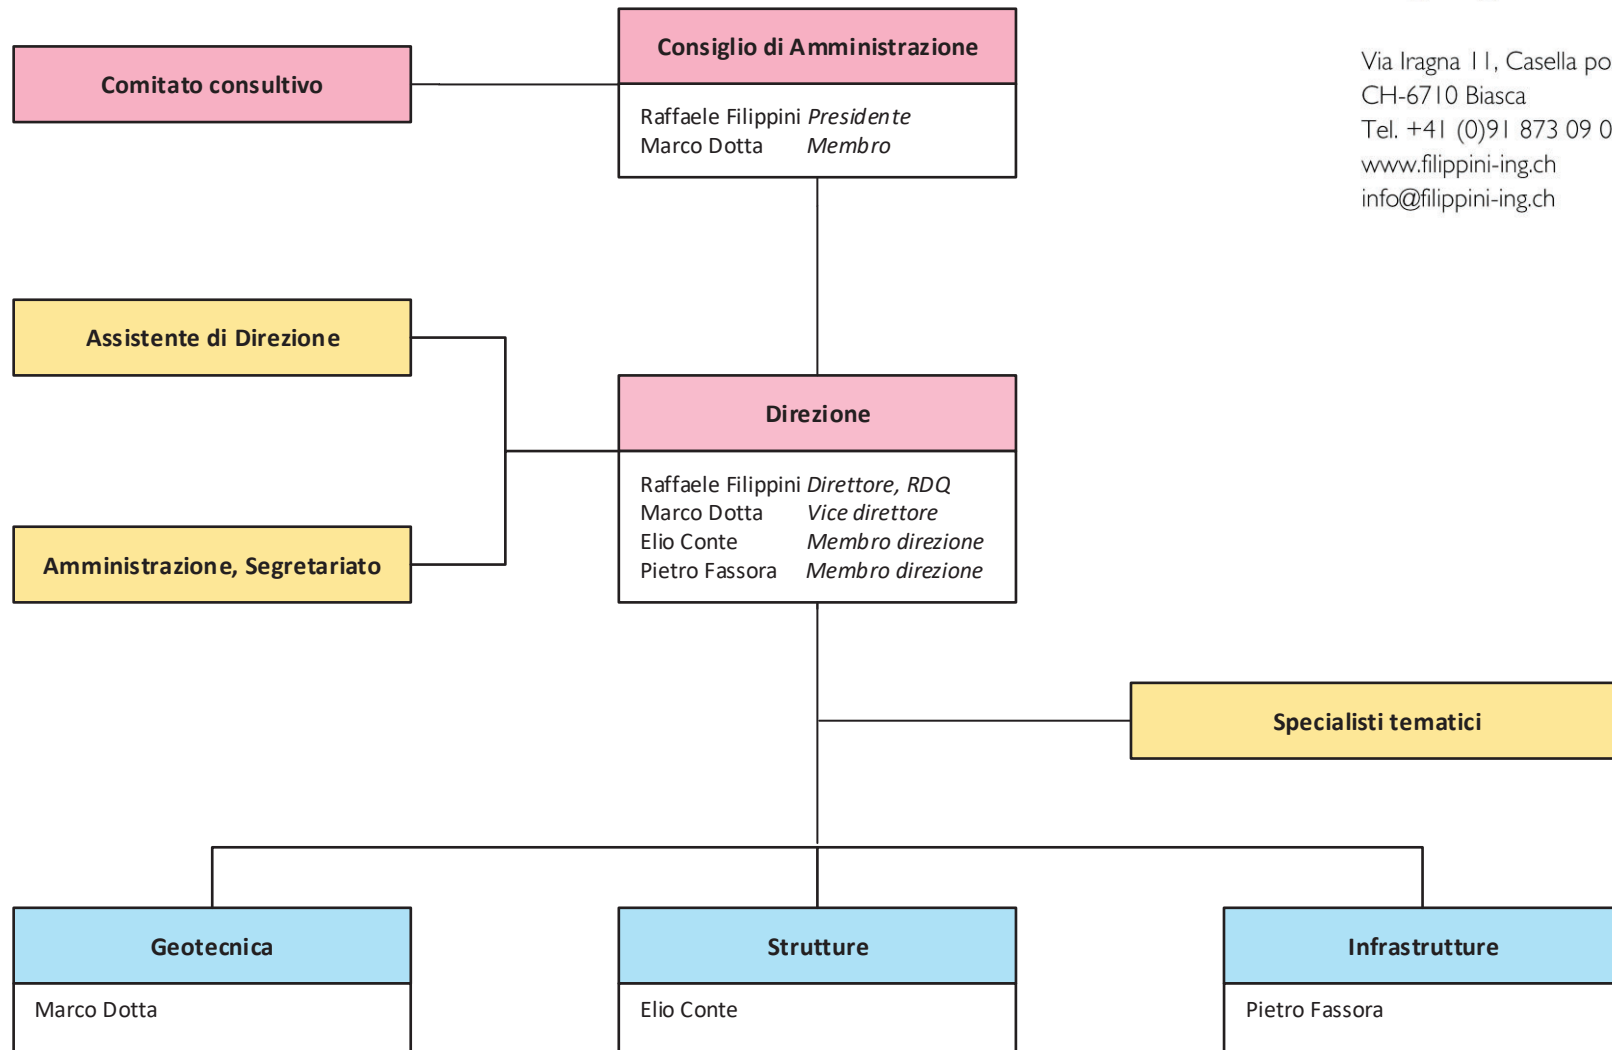 Consiglio di Amministrazione
Raffaele Filippini Presidente
Marco Dotta Membro
Comitato consultivo
Via Iragna 11, Casella
CH-6710 Biasca
Tel. +41 (0)91 873 09
www.filippini-ing.ch
info@filippini-ing.ch
Assistente di Direzione
Direzione
Raffaele Filippini Direttore, RDQ
Marco Dotta Vice direttore
Elio Conte Membro direzione
Pietro Fassora Membro direzione
Amministrazione, Segretariato
Specialisti tematici
Geotecnica
Marco Dotta
Strutture
Elio Conte
Infrastrutture
Pietro Fassora